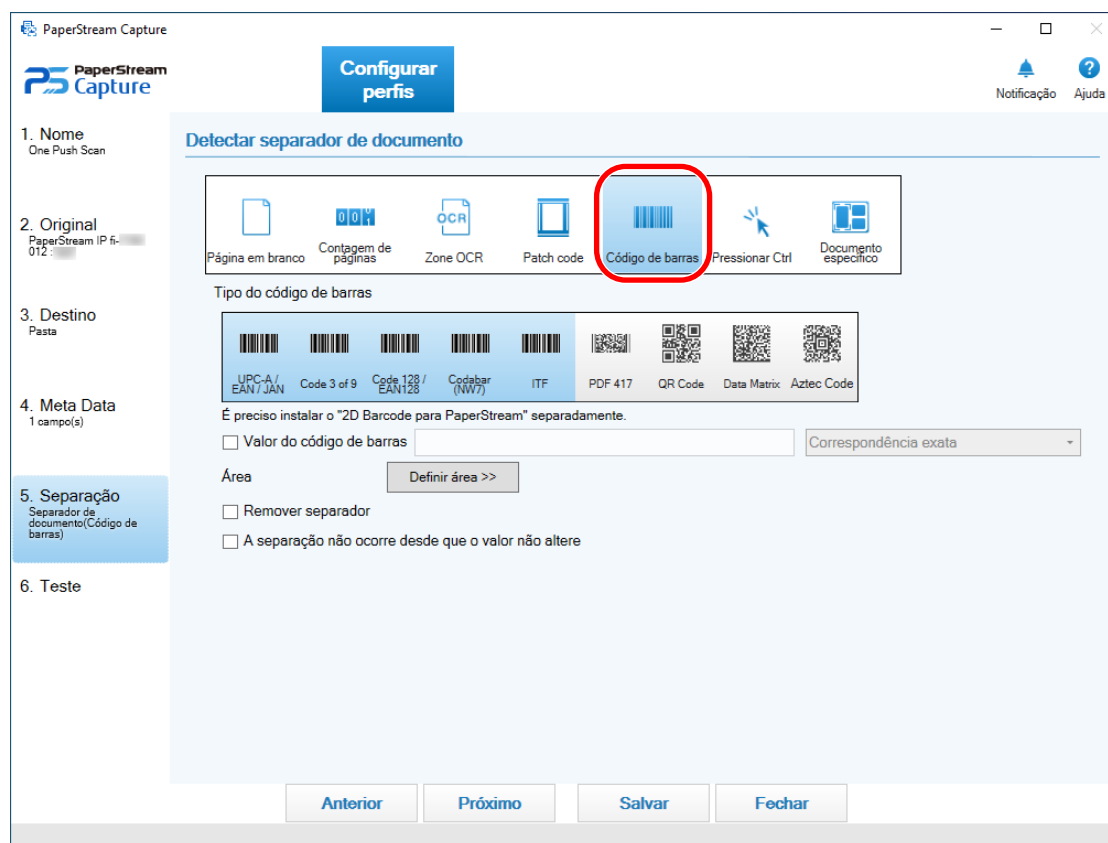 PaperStream Capture
PaperStream
Capture
Configurar
perfis
Notificação
Ajuda
1. Nome
One Push Scan
2. Original
PaperStream IP fi-
012 :
3. Destino
Pasta
4. Meta Data
1 campo(s)
5. Separação
Separador de
documento(Código de
barras)
6. Teste
Detectar separador de documento
Página em branco
001
Contagem de
páginas
OCR
Zone OCR
Patch code
Código de barras
Pressionar Ctrl
Documento
específico
Tipo do código de barras
UPC-A /
EAN / JAN
Code 3 of 9
Code 128 /
EAN128
Codabar
(NW7)
ITF
PDF 417
QR Code
Data Matrix
Aztec Code
É preciso instalar o "2D Barcode para PaperStream" separadamente.
Valor do código de barras
Correspondência exata
Área
Definir área >>
Remover separador
A separação não ocorre desde que o valor não altere
Anterior
Próximo
Salvar
Fechar